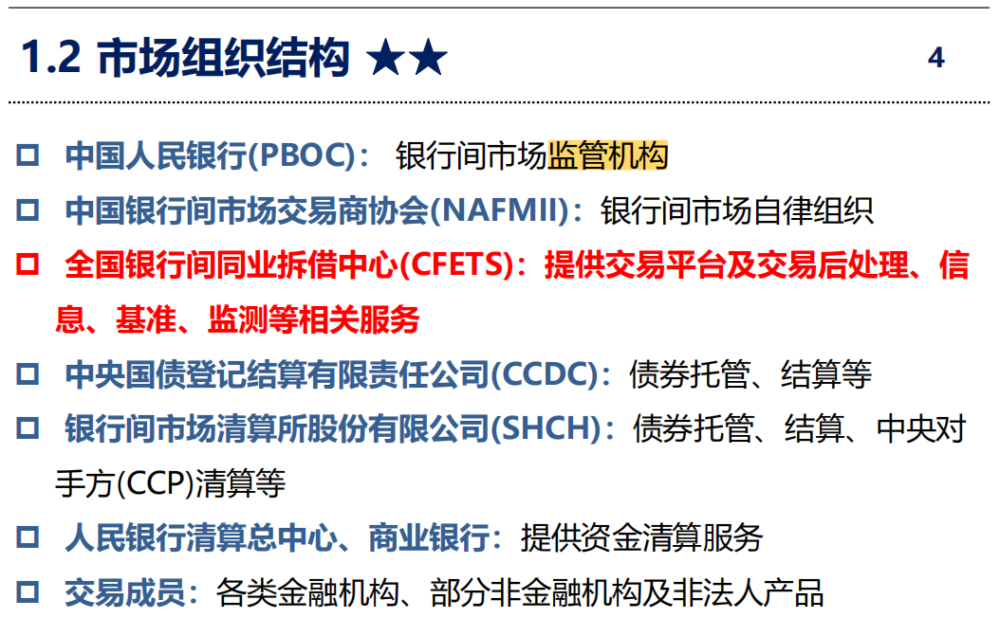 1.2 市场组织结构 ★★
4
中国人民银行(PBOC)： 银行间市场监管机构
中国银行间市场交易商协会(NAFMII)：银行间市场自律组织
全国银行间同业拆借中心(CFETS)：提供交易平台及交易后处理、信
息、基准、监测等相关服务
中央国债登记结算有限责任公司(CCDC)：债券托管、结算等
银行间市场清算所股份有限公司(SHCH)：债券托管、结算、中央对
手方(CCP)清算等
人民银行清算总中心、商业银行：提供资金清算服务
交易成员：各类金融机构、部分非金融机构及非法人产品